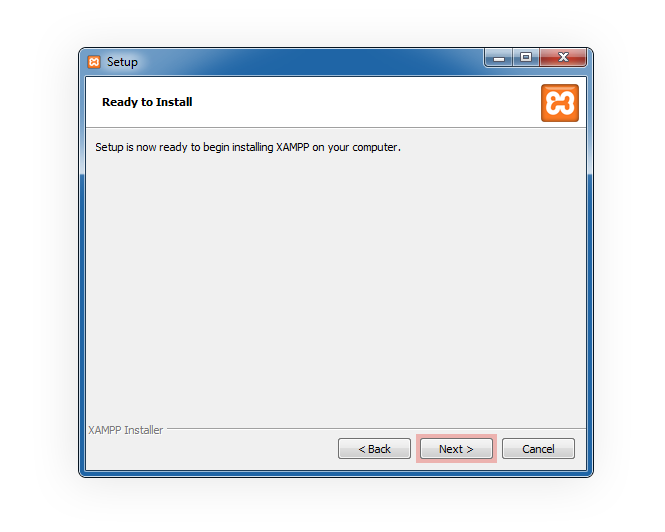 Setup
Ready to Install
Setup is now ready to begin installing XAMPP on your computer.
XAMPP Installer
< Back
Next >
Cancel